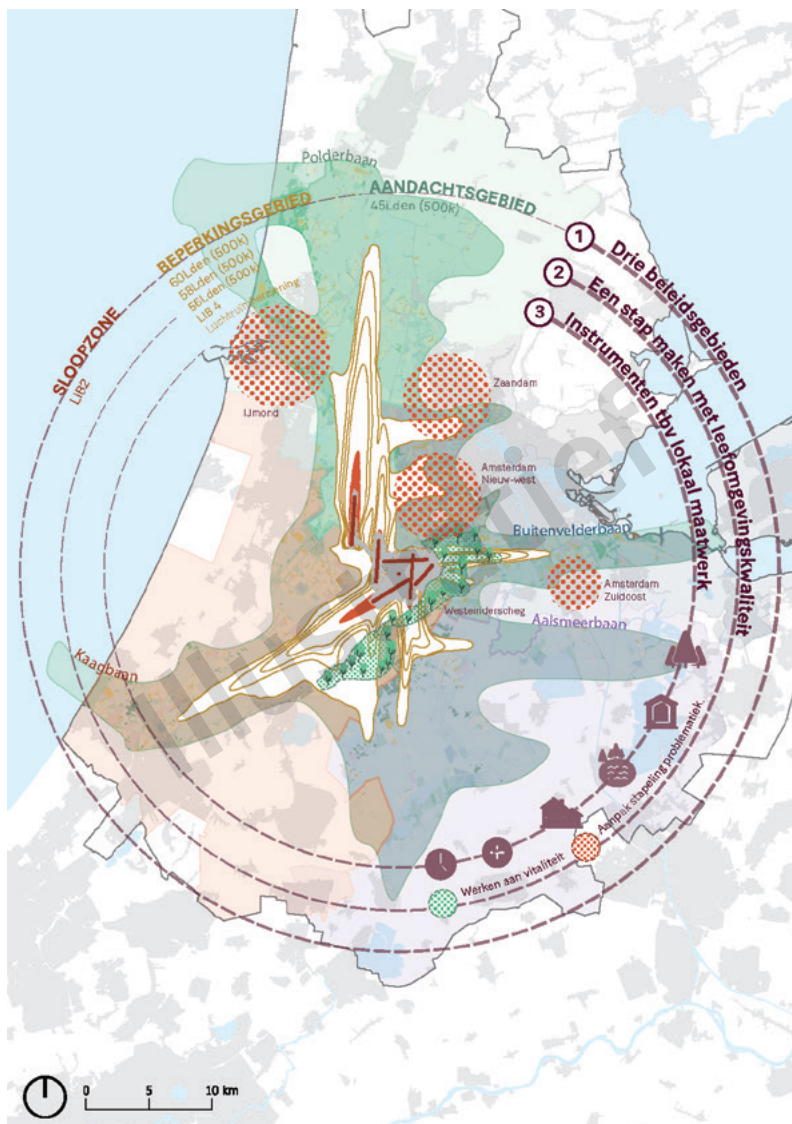 Polderbaan
AANDACHTSGEBIED
45Lden (500k)
BEPERKINGSGEBIED
60Lden (500k)
58Lden (500k)
56Lden (500k)
LIB 4
SLOOPZONE
LIB2
1 Drie beleidsgebieden
2 Een stap maken met leefomgevingskwaliteit
3 Instrumenten tbv lokaal maatwerk
IJmond
Zaandam
Amsterdam
Nieuw-west
Buitenvelderbaan
Amsterdam
Zuidoost
Westeinderscheg
Aalsmeerbaan
Kaagbaan
Illustratief
Aanpak stapeling problematiek
Werken aan vitaliteit
0 5 10 km